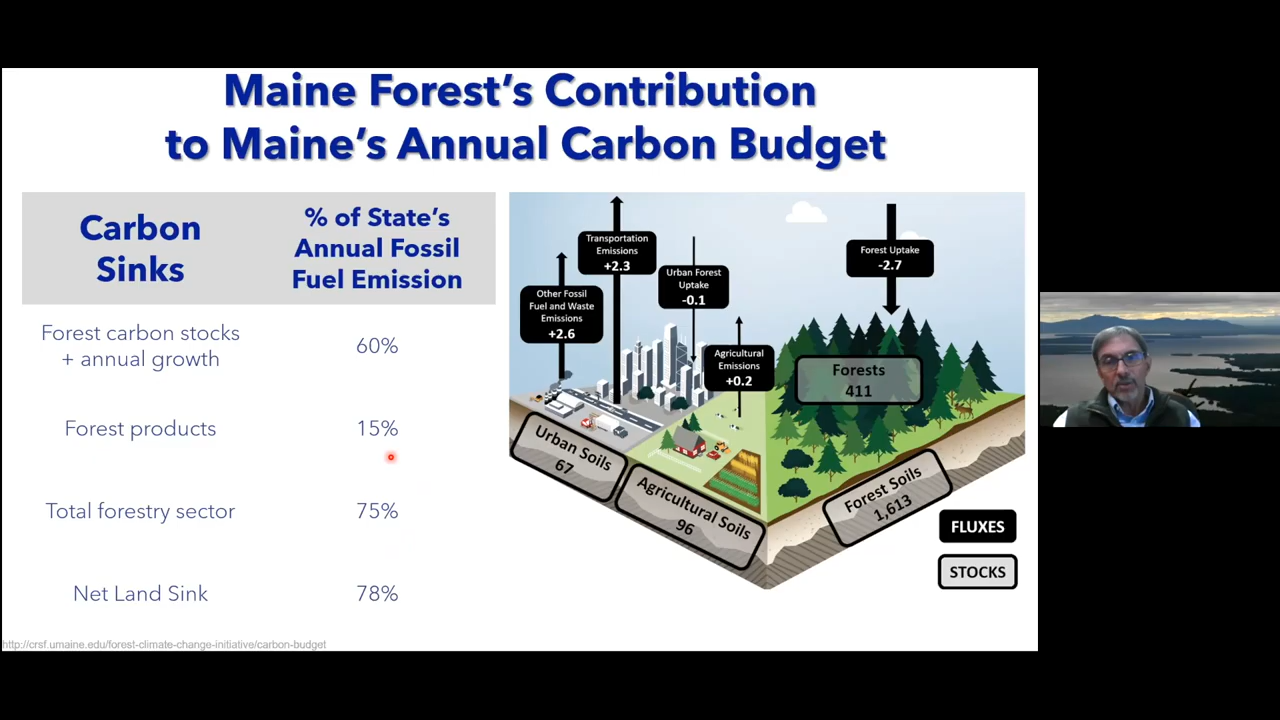 Maine Forest's Contribution
to Maine's Annual Carbon Budget
Carbon
Sinks
% of State's
Annual Fossil
Fuel Emission
Forest carbon stocks
+ annual growth
60%
Forest products
15%
Total forestry sector
75%
Net Land Sink
78%
http://crsf.umaine.edu/forest-climate-change-initiative/carbon-budget
Transportation
Emissions
+2.3
Other Fossil
Fuel and Waste
Emissions
+2.6
Urban Forest
Uptake
-0.1
Agricultural
Emissions
+0.2
Forest Uptake
-2.7
Forests
411
Urban Soils
67
Agricultural Soils
96
Forest Soils
1,613
FLUXES
STOCKS